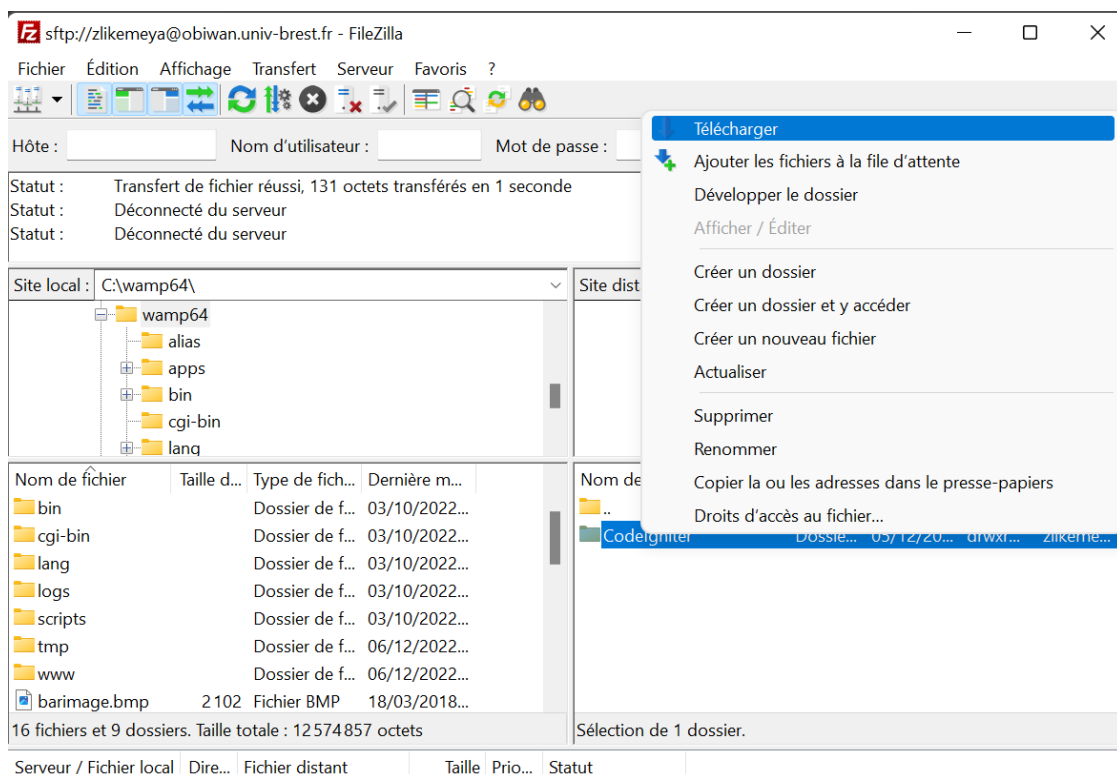 sftp://zlikemeya@obiwan.univ-brest.fr - FileZilla
Fichier Édition Affichage Transfert Serveur Favoris ?
Hôte : Nom d'utilisateur : Mot de passe :
Statut : Transfert de fichier réussi, 131 octets transférés en 1 seconde
Statut : Déconnecté du serveur
Statut : Déconnecté du serveur
Site local : C:\wamp64\
wamp64
alias
apps
bin
cgi-bin
lang
Nom de fichier Taille d... Type de fich... Dernière m...
bin Dossier de f... 03/10/2022...
cgi-bin Dossier de f... 03/10/2022...
lang Dossier de f... 03/10/2022...
logs Dossier de f... 03/10/2022...
scripts Dossier de f... 03/10/2022...
tmp Dossier de f... 06/12/2022...
www Dossier de f... 06/12/2022...
barimage.bmp 2 102 Fichier BMP 18/03/2018...
16 fichiers et 9 dossiers. Taille totale : 12 574 857 octets
Site dist
Nom de
..
CodeIgniter Dossie... 05/12/20... drwxr... zlikeme...
Sélection de 1 dossier.
Télécharger
Ajouter les fichiers à la file d'attente
Développer le dossier
Afficher / Éditer
Créer un dossier
Créer un dossier et y accéder
Créer un nouveau fichier
Actualiser
Supprimer
Renommer
Copier la ou les adresses dans le presse-papiers
Droits d'accès au fichier...
Serveur / Fichier local Dire... Fichier distant Taille Prio... Statut